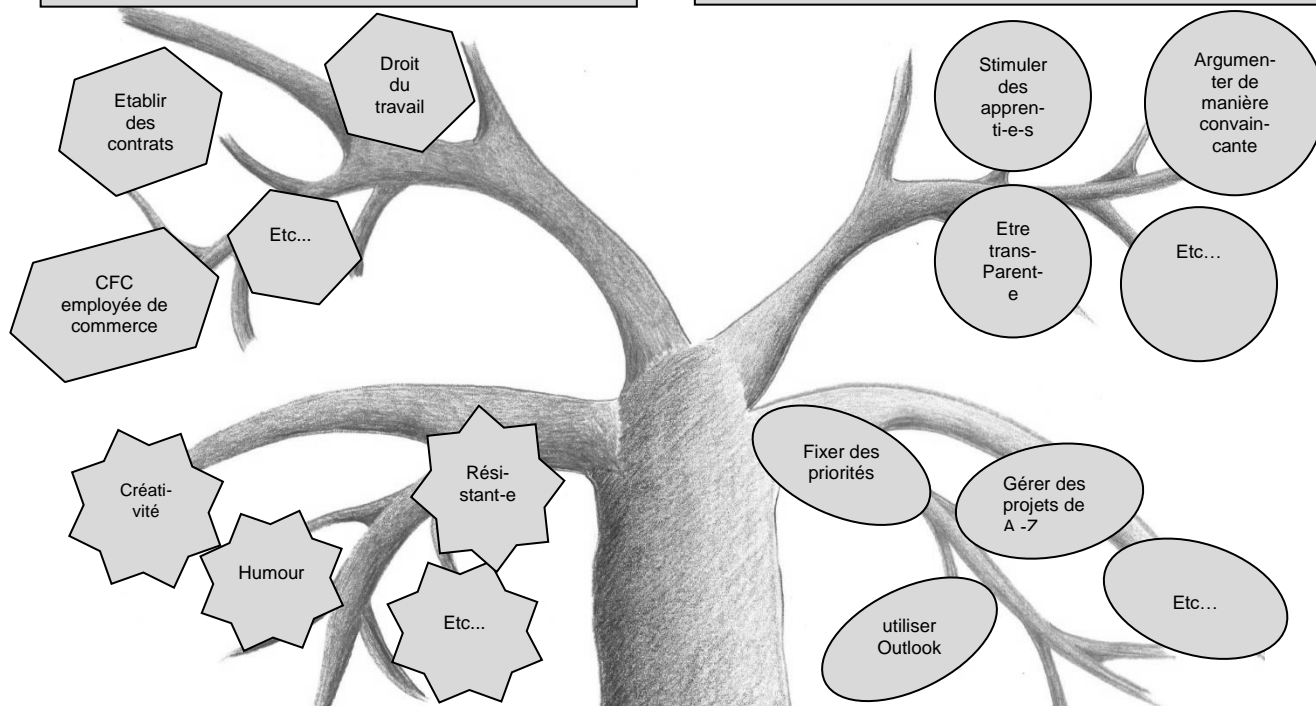 Droit
du
travail
Etablir
des
contrats
Etc...
CFC
employée de
commerce
Stimuler
des
appren-
ti-e-s
Argumen-
ter de
manière
convain-
cante
Etre
trans-
Parent-
e
Etc…
Créati-
vité
Humour
Rési-
stant-e
Etc...
Fixer des
priorités
Gérer des
projets de
A -Z
utiliser
Outlook
Etc…